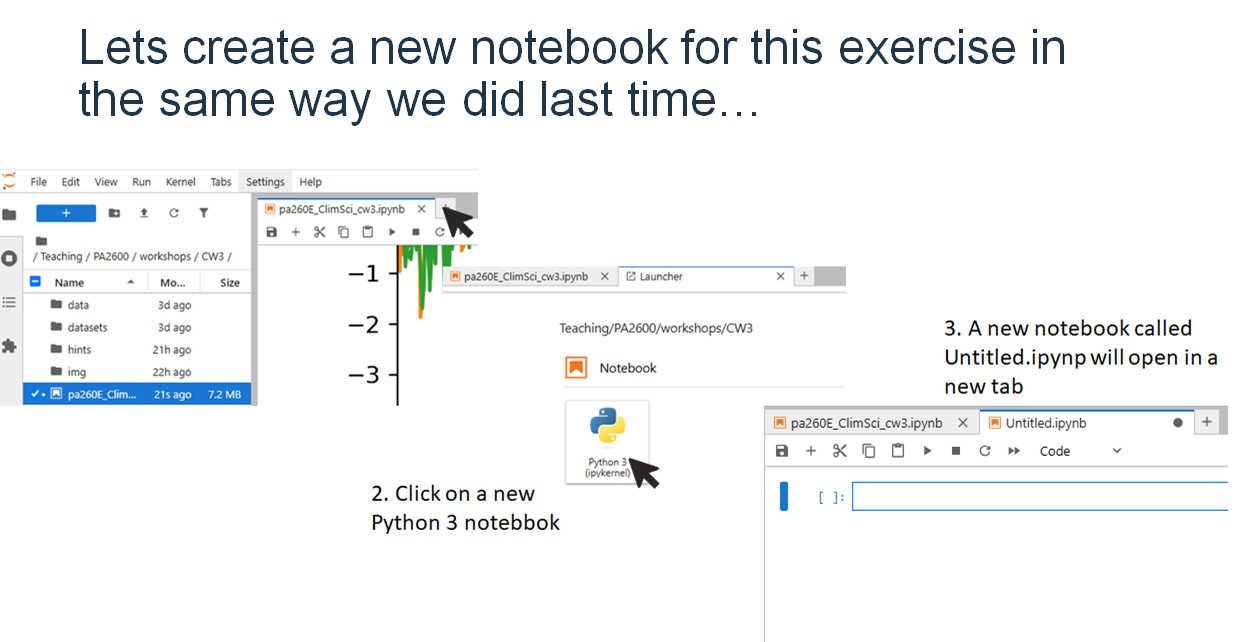 Lets create a new notebook for this exercise in
the same way we did last time…
File Edit View Run Kernel Tabs Settings Help
+
/ Teaching / PA2600 / workshops / CW3 /
Name Mo... Size
data 3d ago
datasets 3d ago
hints 21h ago
img 22h ago
pa260E_Clim... 21s ago 7.2 MB
pa260E_ClimSci_cw3.ipynb
−1
−2
−3
pa260E_ClimSci_cw3.ipynb Launcher +
Teaching/PA2600/workshops/CW3
Notebook
Python 3
(ipykernel)
2. Click on a new
Python 3 notebbok
3. A new notebook called
Untitled.ipynp will open in a
new tab
pa260E_ClimSci_cw3.ipynb Untitled.ipynb +
Code
[ ]: